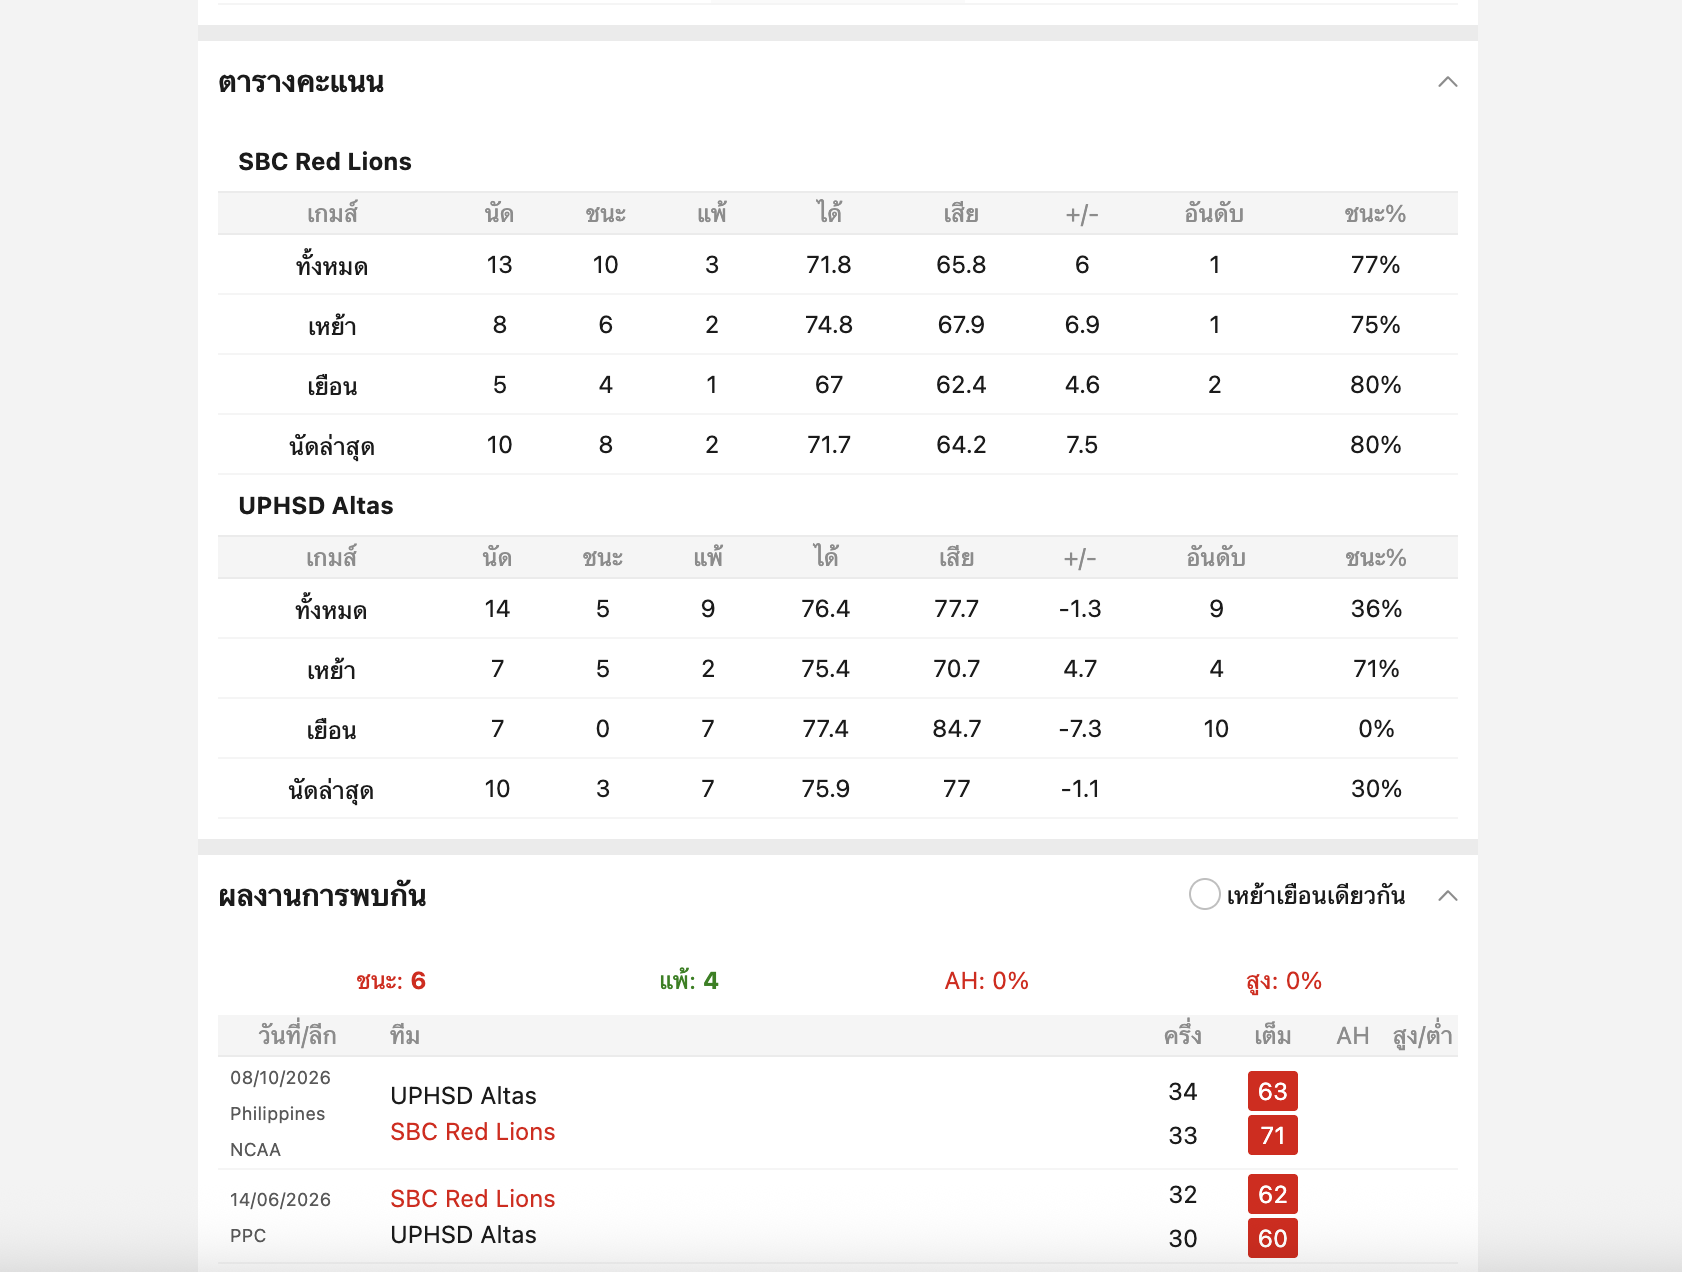 ตารางคะแนน
SBC Red Lions
เกมส์ นัด ชนะ แพ้ ได้ เสีย +/- อันดับ ชนะ%
ทั้งหมด 13 10 3 71.8 65.8 6 1 77%
เหย้า 8 6 2 74.8 67.9 6.9 1 75%
เยือน 5 4 1 67 62.4 4.6 2 80%
นัดล่าสุด 10 8 2 71.7 64.2 7.5 80%
UPHSD Altas
เกมส์ นัด ชนะ แพ้ ได้ เสีย +/- อันดับ ชนะ%
ทั้งหมด 14 5 9 76.4 77.7 -1.3 9 36%
เหย้า 7 5 2 75.4 70.7 4.7 4 71%
เยือน 7 0 7 77.4 84.7 -7.3 10 0%
นัดล่าสุด 10 3 7 75.9 77 -1.1 30%
ผลงานการพบกัน เหย้าเยือนเดียวกัน
ชนะ: 6 แพ้: 4 AH: 0% สูง: 0%
วันที่/ลีก ทีม ครึ่ง เต็ม AH สูง/ต่ำ
08/10/2026
Philippines
NCAA
UPHSD Altas 34 63
SBC Red Lions 33 71
14/06/2026
PPC
SBC Red Lions 32 62
UPHSD Altas 30 60